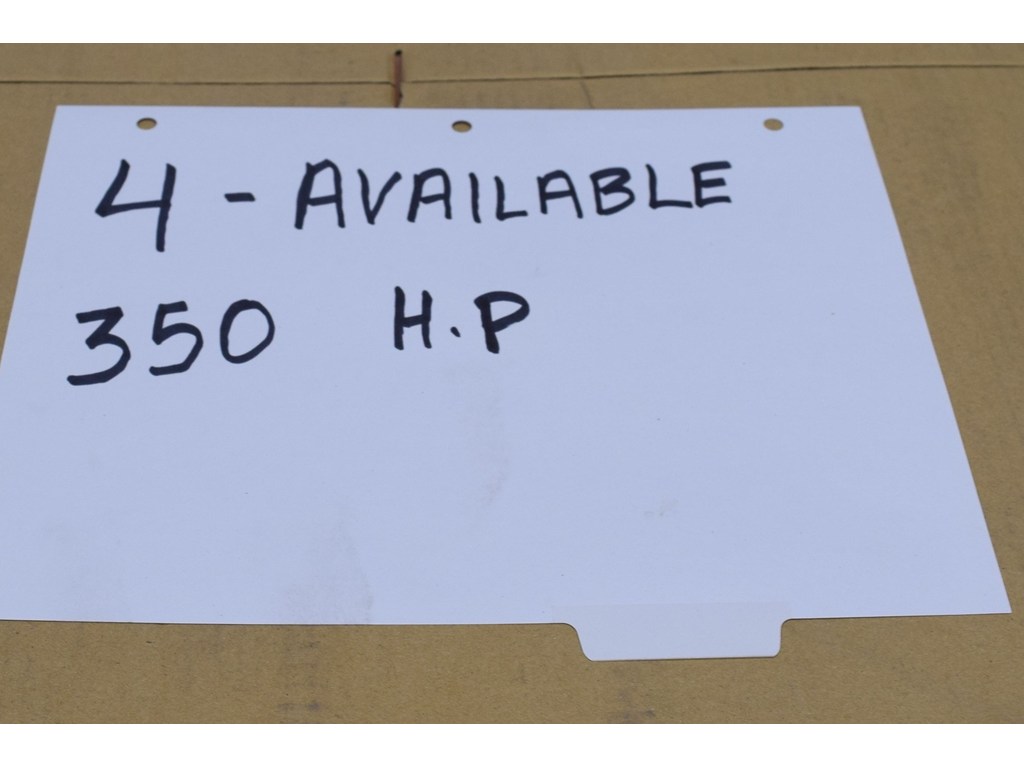 4 - AVAILABLE
350 H.P